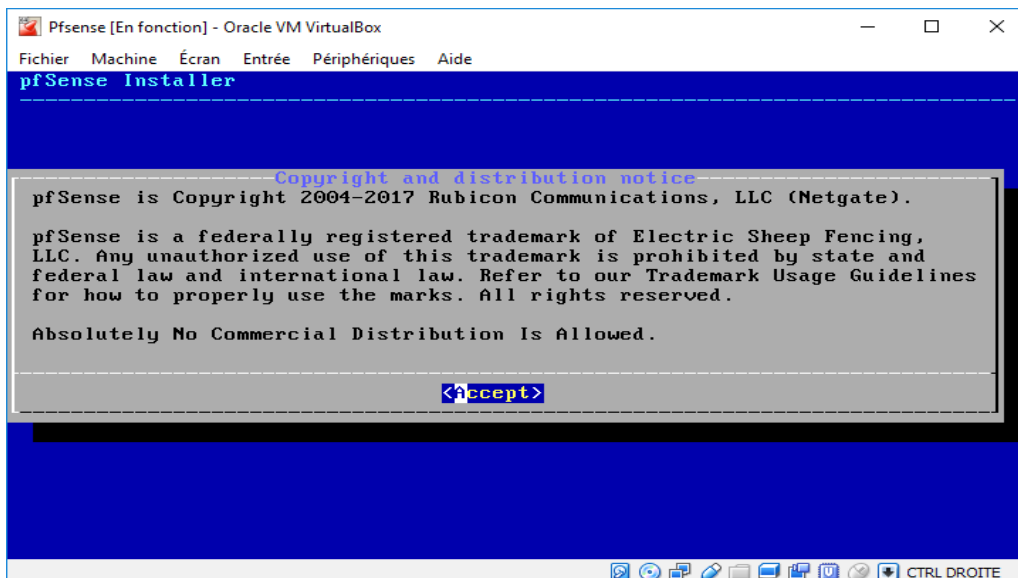 Pfsense [En fonction] - Oracle VM VirtualBox
Fichier Machine Écran Entrée Périphériques Aide
pfSense Installer
Copyright and distribution notice
pfSense is Copyright 2004-2017 Rubicon Communications, LLC (Netgate).
pfSense is a federally registered trademark of Electric Sheep Fencing,
LLC. Any unauthorized use of this trademark is prohibited by state and
federal law and international law. Refer to our Trademark Usage Guidelines
for how to properly use the marks. All rights reserved.
Absolutely No Commercial Distribution Is Allowed.
<Accept>
CTRL DROITE